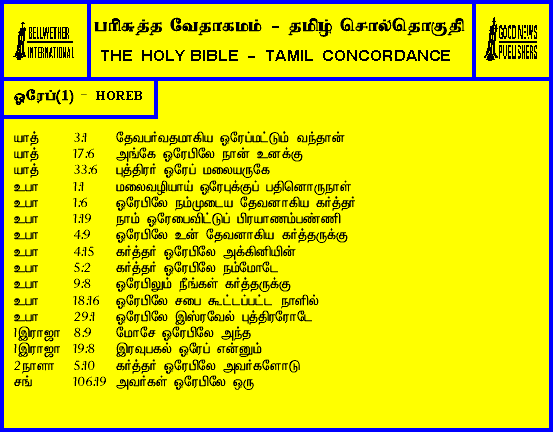 BELLWETHER
INTERNATIONAL
பரிசுத்த வேதாகமம் - தமிழ் சொல்தொகுதி
THE HOLY BIBLE - TAMIL CONCORDANCE
GOOD NEWS
PUBLISHERS
ஓரேப்(1) - HOREB
யாத் 3:1 தேவபர்வதமாகிய ஓரேப்மட்டும் வந்தான்
யாத் 17:6 அங்கே ஓரேபிலே நான் உனக்கு
யாத் 33:6 புத்திரர் ஓரேப் மலையருகே
உபா 1:1 மலைவழியாய் ஓரேபுக்குப் பதினொருநாள்
உபா 1:6 ஓரேபிலே நம்முடைய தேவனாகிய கர்த்தர்
உபா 1:19 நாம் ஓரேபைவிட்டுப் பிரயாணம்பண்ணி
உபா 4:9 ஓரேபிலே உன் தேவனாகிய கர்த்தருக்கு
உபா 4:15 கர்த்தர் ஓரேபிலே அக்கினியின்
உபா 5:2 கர்த்தர் ஓரேபிலே நம்மோடே
உபா 9:8 ஓரேபிலும் நீங்கள் கர்த்தருக்கு
உபா 18:16 ஓரேபிலே சபை கூட்டப்பட்ட நாளில்
உபா 29:1 ஓரேபிலே இஸ்ரவேல் புத்திரரோடே
1இராஜா 8:9 மோசே ஓரேபிலே அந்த
1இராஜா 19:8 இரவுபகல் ஓரேப் என்னும்
2நாளா 5:10 கர்த்தர் ஓரேபிலே அவர்களோடு
சங் 106:19 அவர்கள் ஓரேபிலே ஒரு